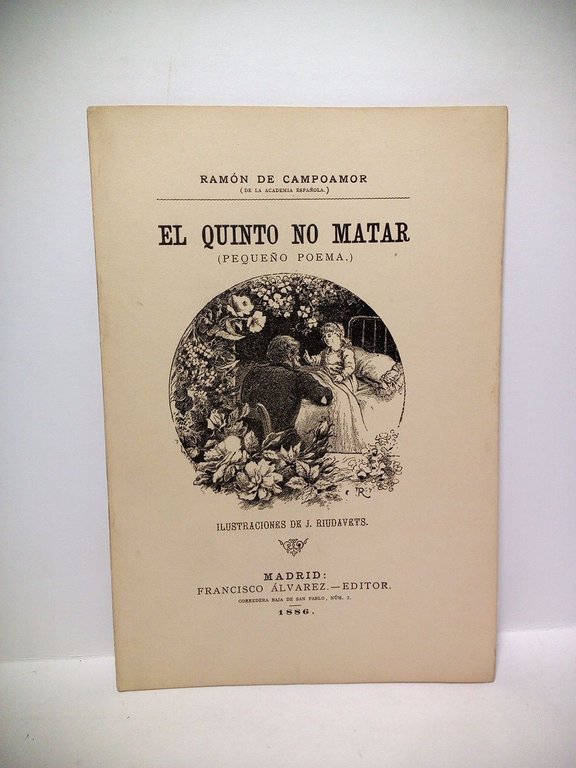 RAMÓN DE CAMPOAMOR
(DE LA ACADEMIA ESPAÑOLA.)
EL QUINTO NO MATAR
(PEQUEÑO POEMA.)
R
ILUSTRACIONES DE J. RIUDAVETS.
MADRID:
FRANCISCO ÁLVAREZ.—EDITOR.
CORREDERA BAJA DE SAN PABLO, NÚM. 2.
1886.